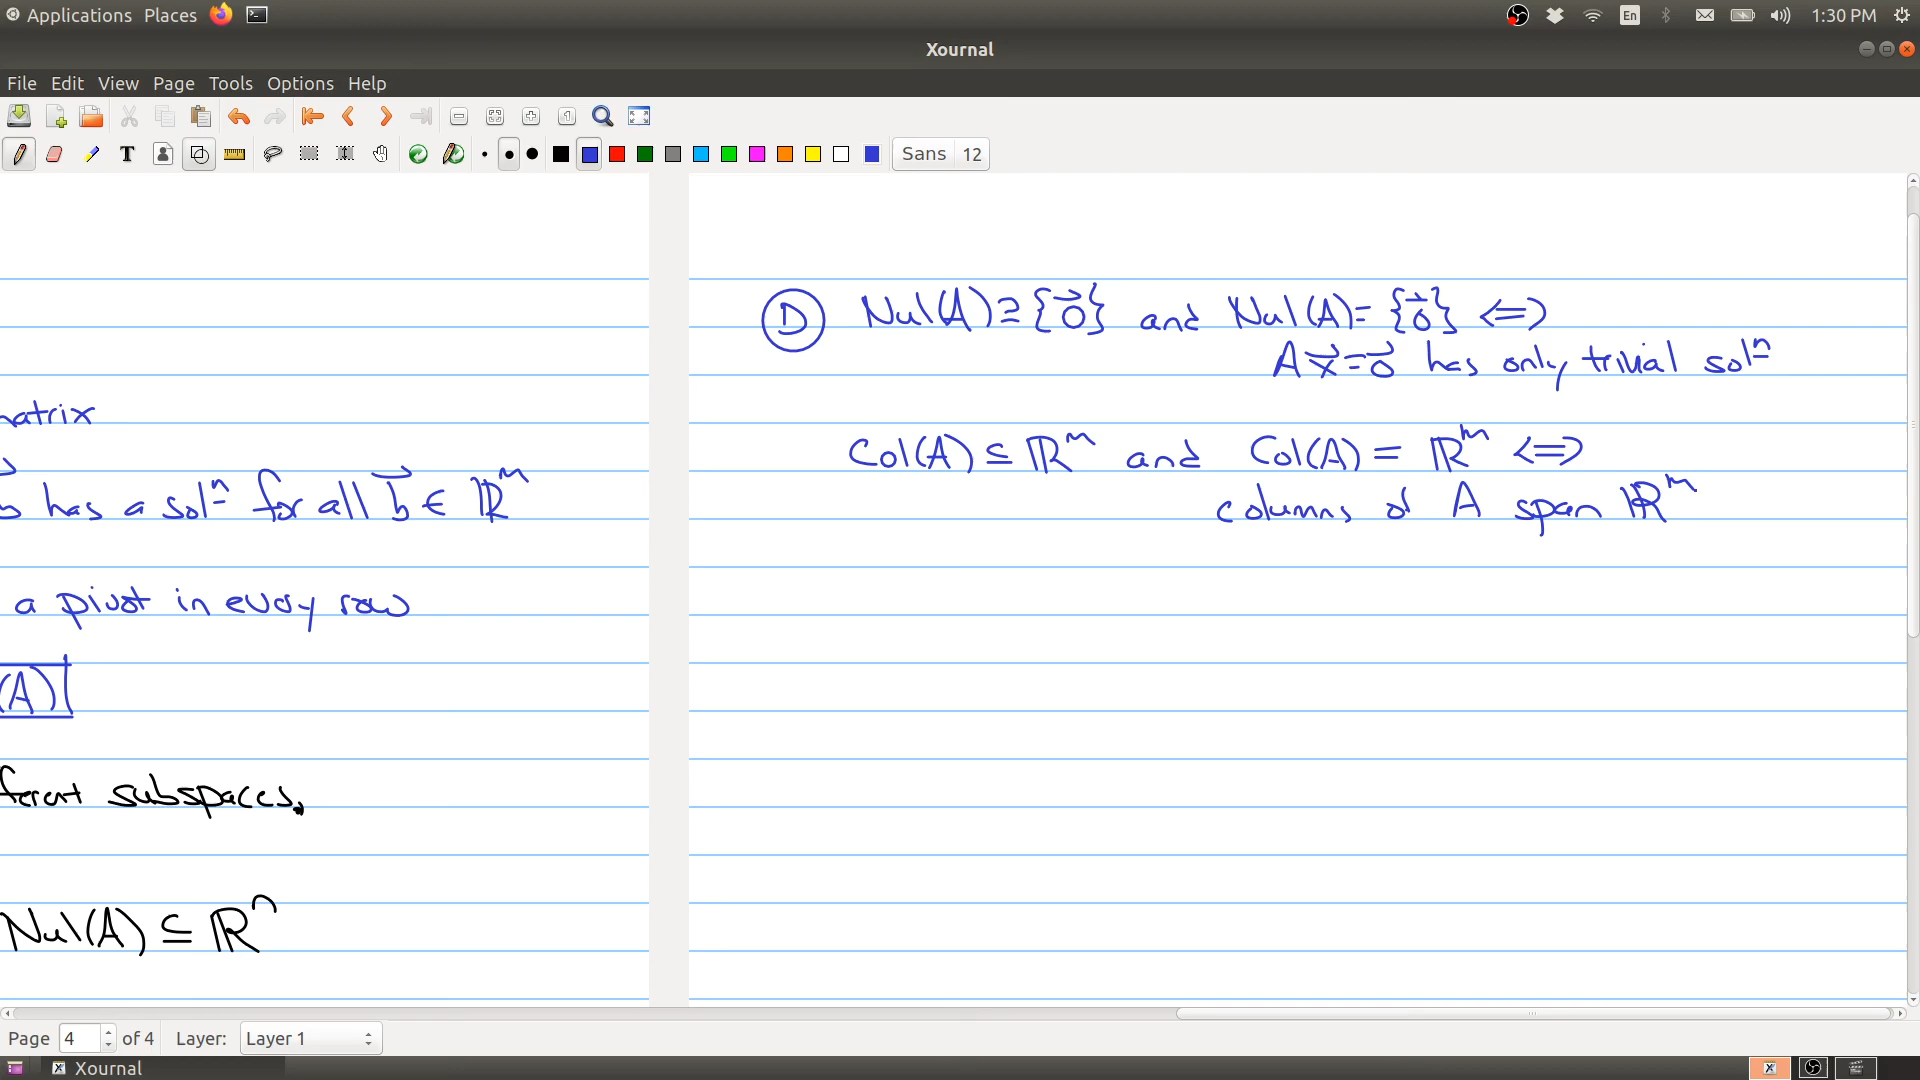 Applications Places En 1:30 PM
Xournal
File Edit View Page Tools Options Help
T Sans 12
matrix
has a solⁿ for all b⃗ ∈ ℝᵐ
a pivot in every row
(A)
ferent subspaces.
Nul(A) ⊆ ℝⁿ
Ⓓ Nul(A) ⊇ {0⃗} and Nul(A) = {0⃗} <=>
Ax⃗ = 0⃗ has only trivial solⁿ
Col(A) ⊆ ℝᵐ and Col(A) = ℝᵐ <=>
columns of A span ℝᵐ
Page 4 of 4 Layer: Layer 1
Xournal